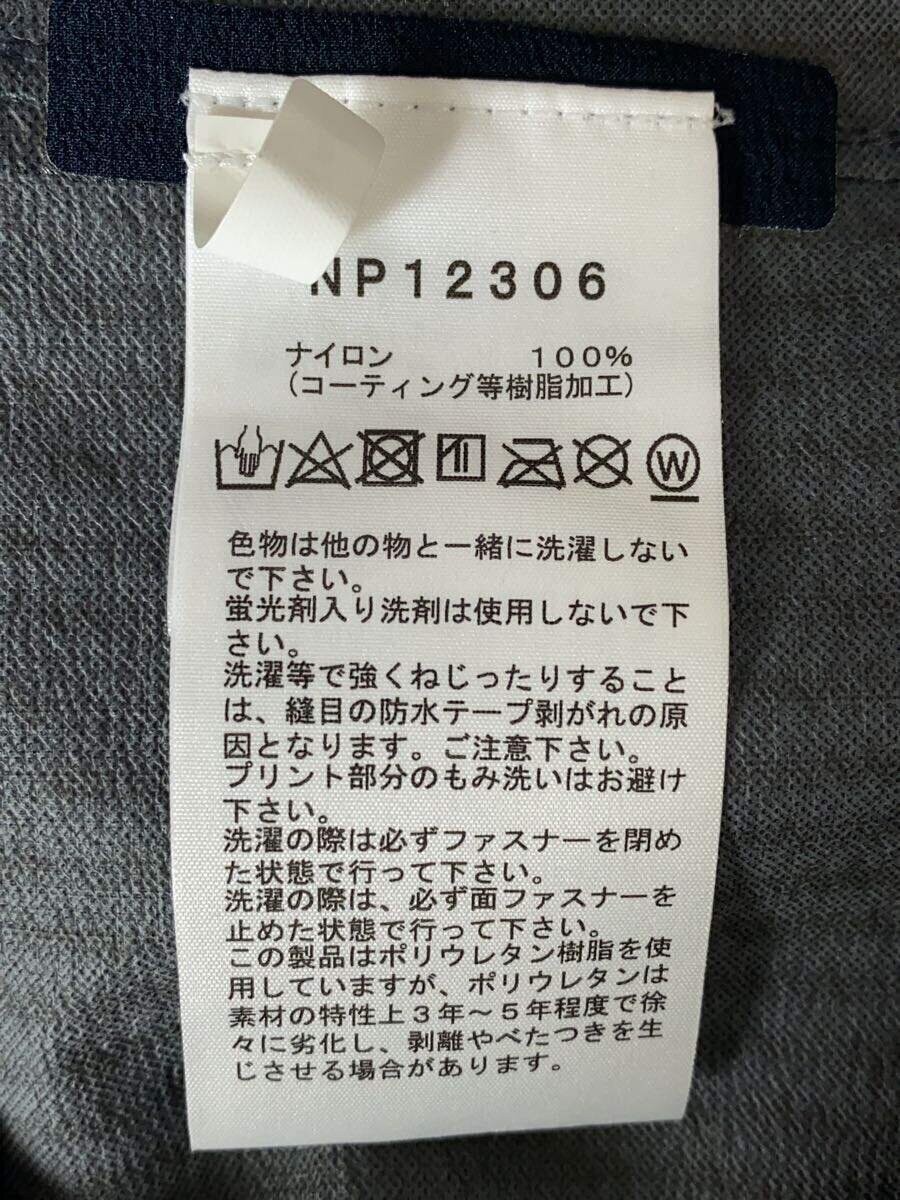 NP12306
ナイロン 100%
(コーティング等樹脂加工)
W
色物は他の物と一緒に洗濯しない
で下さい。
蛍光剤入り洗剤は使用しないで下
さい。
洗濯等で強くねじったりすること
は、縫目の防水テープ剥がれの原
因となります。ご注意下さい。
プリント部分のもみ洗いはお避け
下さい。
洗濯の際は必ずファスナーを閉め
た状態で行って下さい。
洗濯の際は、必ず面ファスナーを
止めた状態で行って下さい。
この製品はポリウレタン樹脂を使
用していますが、ポリウレタンは
素材の特性上3年～5年程度で徐
々に劣化し、剥離やべたつきを生
じさせる場合があります。